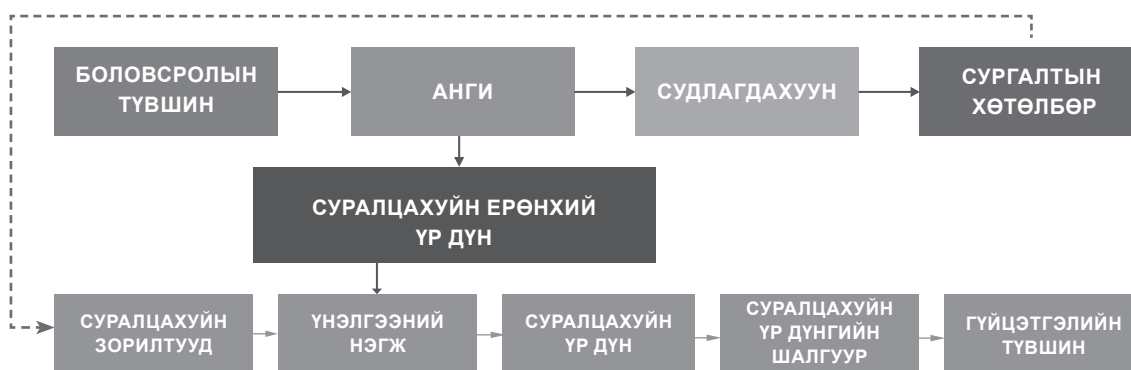 БОЛОВСРОЛЫН
ТҮВШИН
АНГИ
СУДЛАГДАХУУН
СУРГАЛТЫН
ХӨТӨЛБӨР
СУРАЛЦАХУЙН ЕРӨНХИЙ
ҮР ДҮН
СУРАЛЦАХУЙН
ЗОРИЛТУУД
ҮНЭЛГЭЭНИЙ
НЭГЖ
СУРАЛЦАХУЙН
ҮР ДҮН
СУРАЛЦАХУЙН
ҮР ДҮНГИЙН
ШАЛГУУР
ГҮЙЦЭТГЭЛИЙН
ТҮВШИН